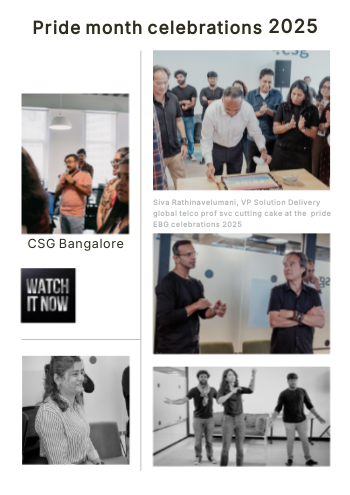 Pride month celebrations 2025
Siva Rathinavelumani, VP Solution Delivery
global telco prof svc cutting cake at the pride
EBG celebrations 2025
CSG Bangalore
WATCH
IT NOW